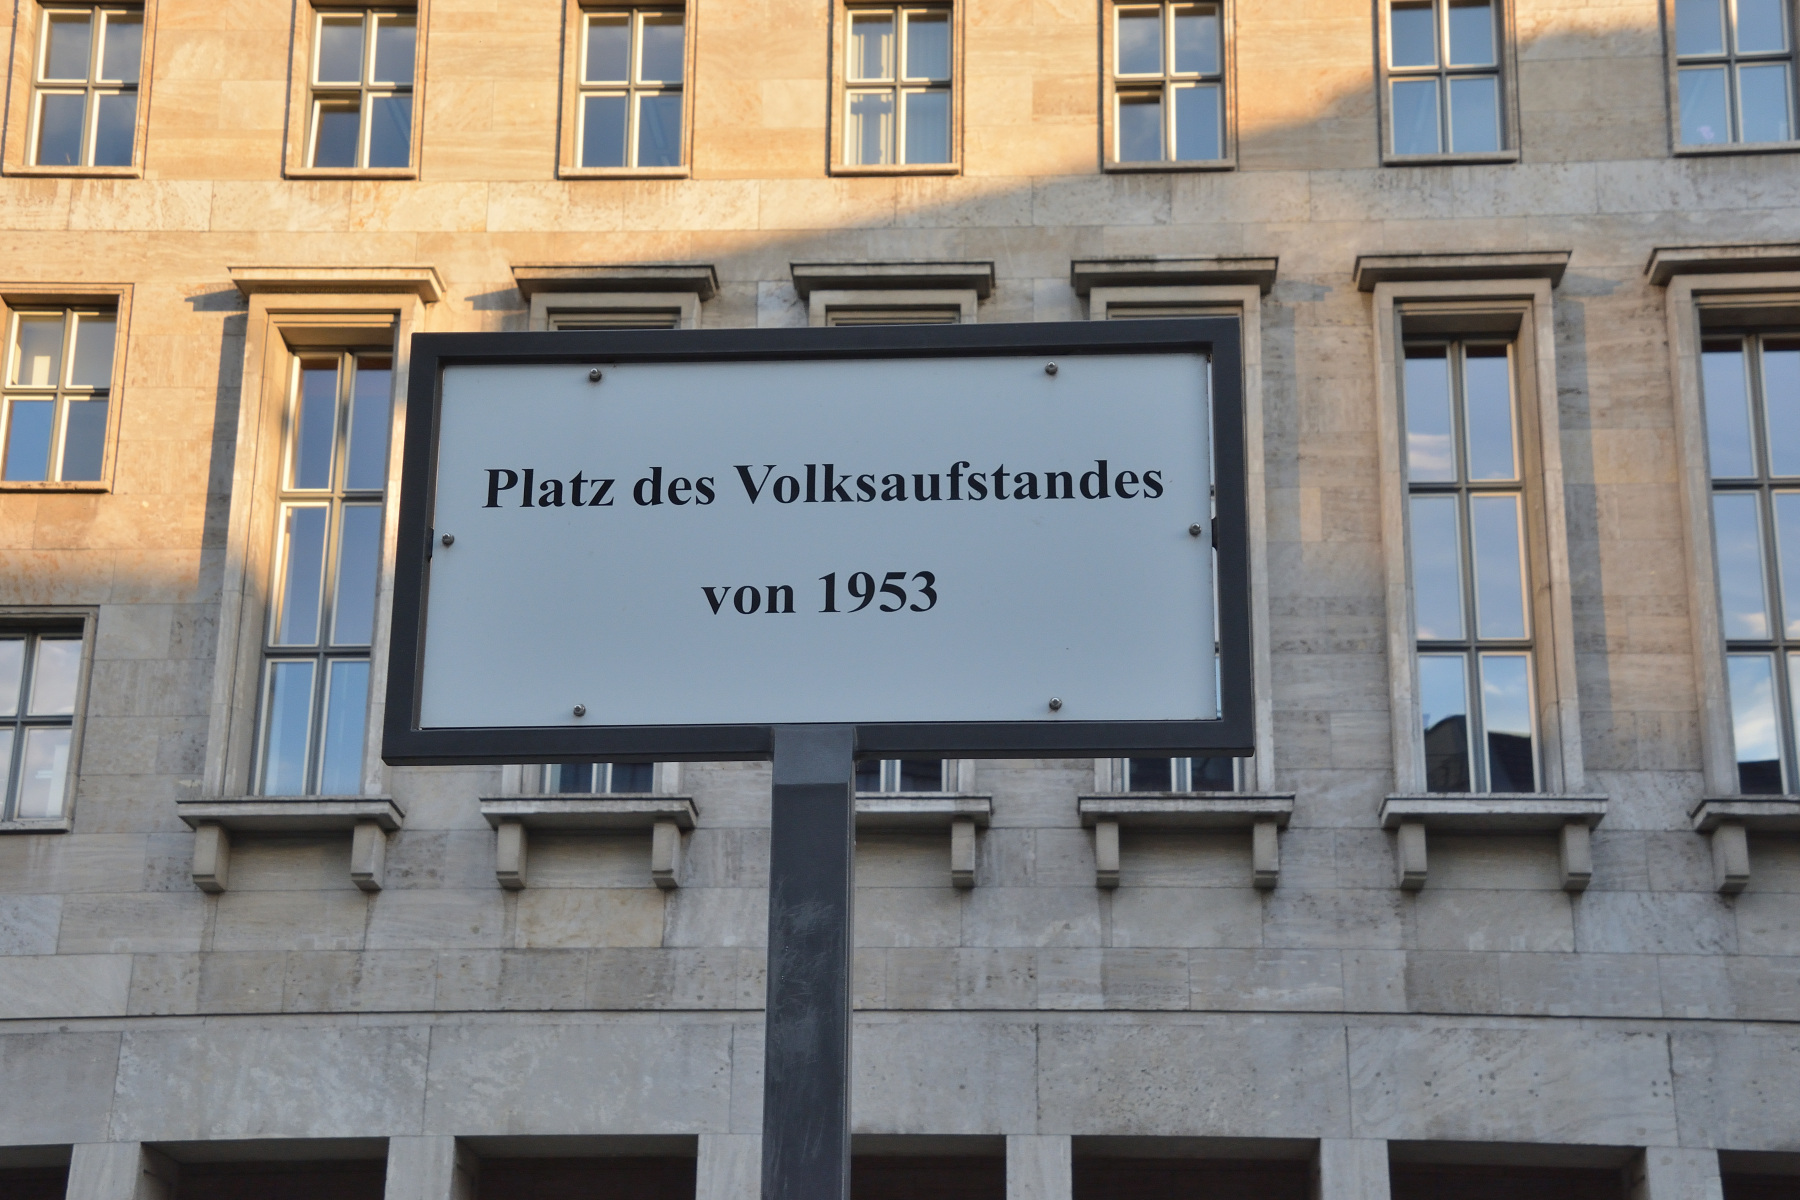 Platz des Volksaufstandes
von 1953